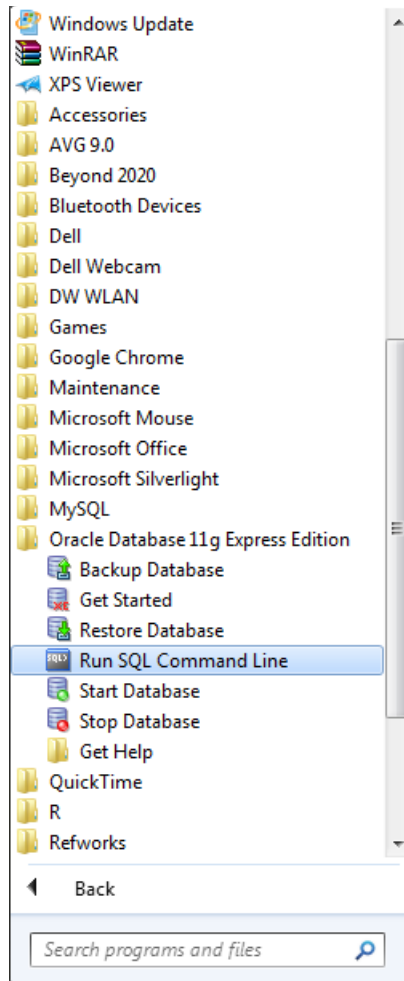 Windows Update
WinRAR
XPS Viewer
Accessories
AVG 9.0
Beyond 2020
Bluetooth Devices
Dell
Dell Webcam
DW WLAN
Games
Google Chrome
Maintenance
Microsoft Mouse
Microsoft Office
Microsoft Silverlight
MySQL
Oracle Database 11g Express Edition
Backup Database
Get Started
Restore Database
SQL> Run SQL Command Line
Start Database
Stop Database
Get Help
QuickTime
R
Refworks
Back
Search programs and files